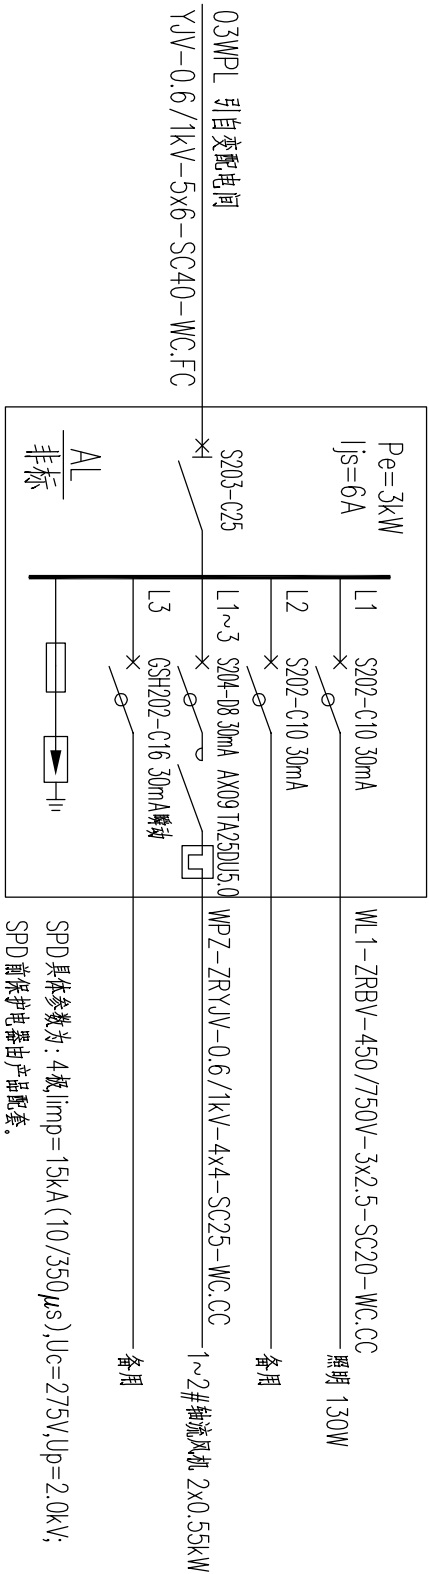 03WPL 引自变配电间
YJV-0.6/1kV-5x6-SC40-WC.FC
Pe=3kW
Ijs=6A
S203-C25
AL
非标
L1
S202-C10 30mA
WL1-ZRBV-450/750V-3x2.5-SC20-WC.CC
照明 130W
L2
S202-C10 30mA
备用
L1~3
S204-D8 30mA
AX09
TA25DU5.0
WPZ-ZRYJV-0.6/1kV-4x4-SC25-WC.CC
1~2#轴流风机 2x0.55kW
L3
GSH202-C16 30mA瞬动
备用
SPD具体参数为:4极,Iimp=15kA(10/350μs),Uc=275V,Up=2.0kV;
SPD前保护电器由产品配套。